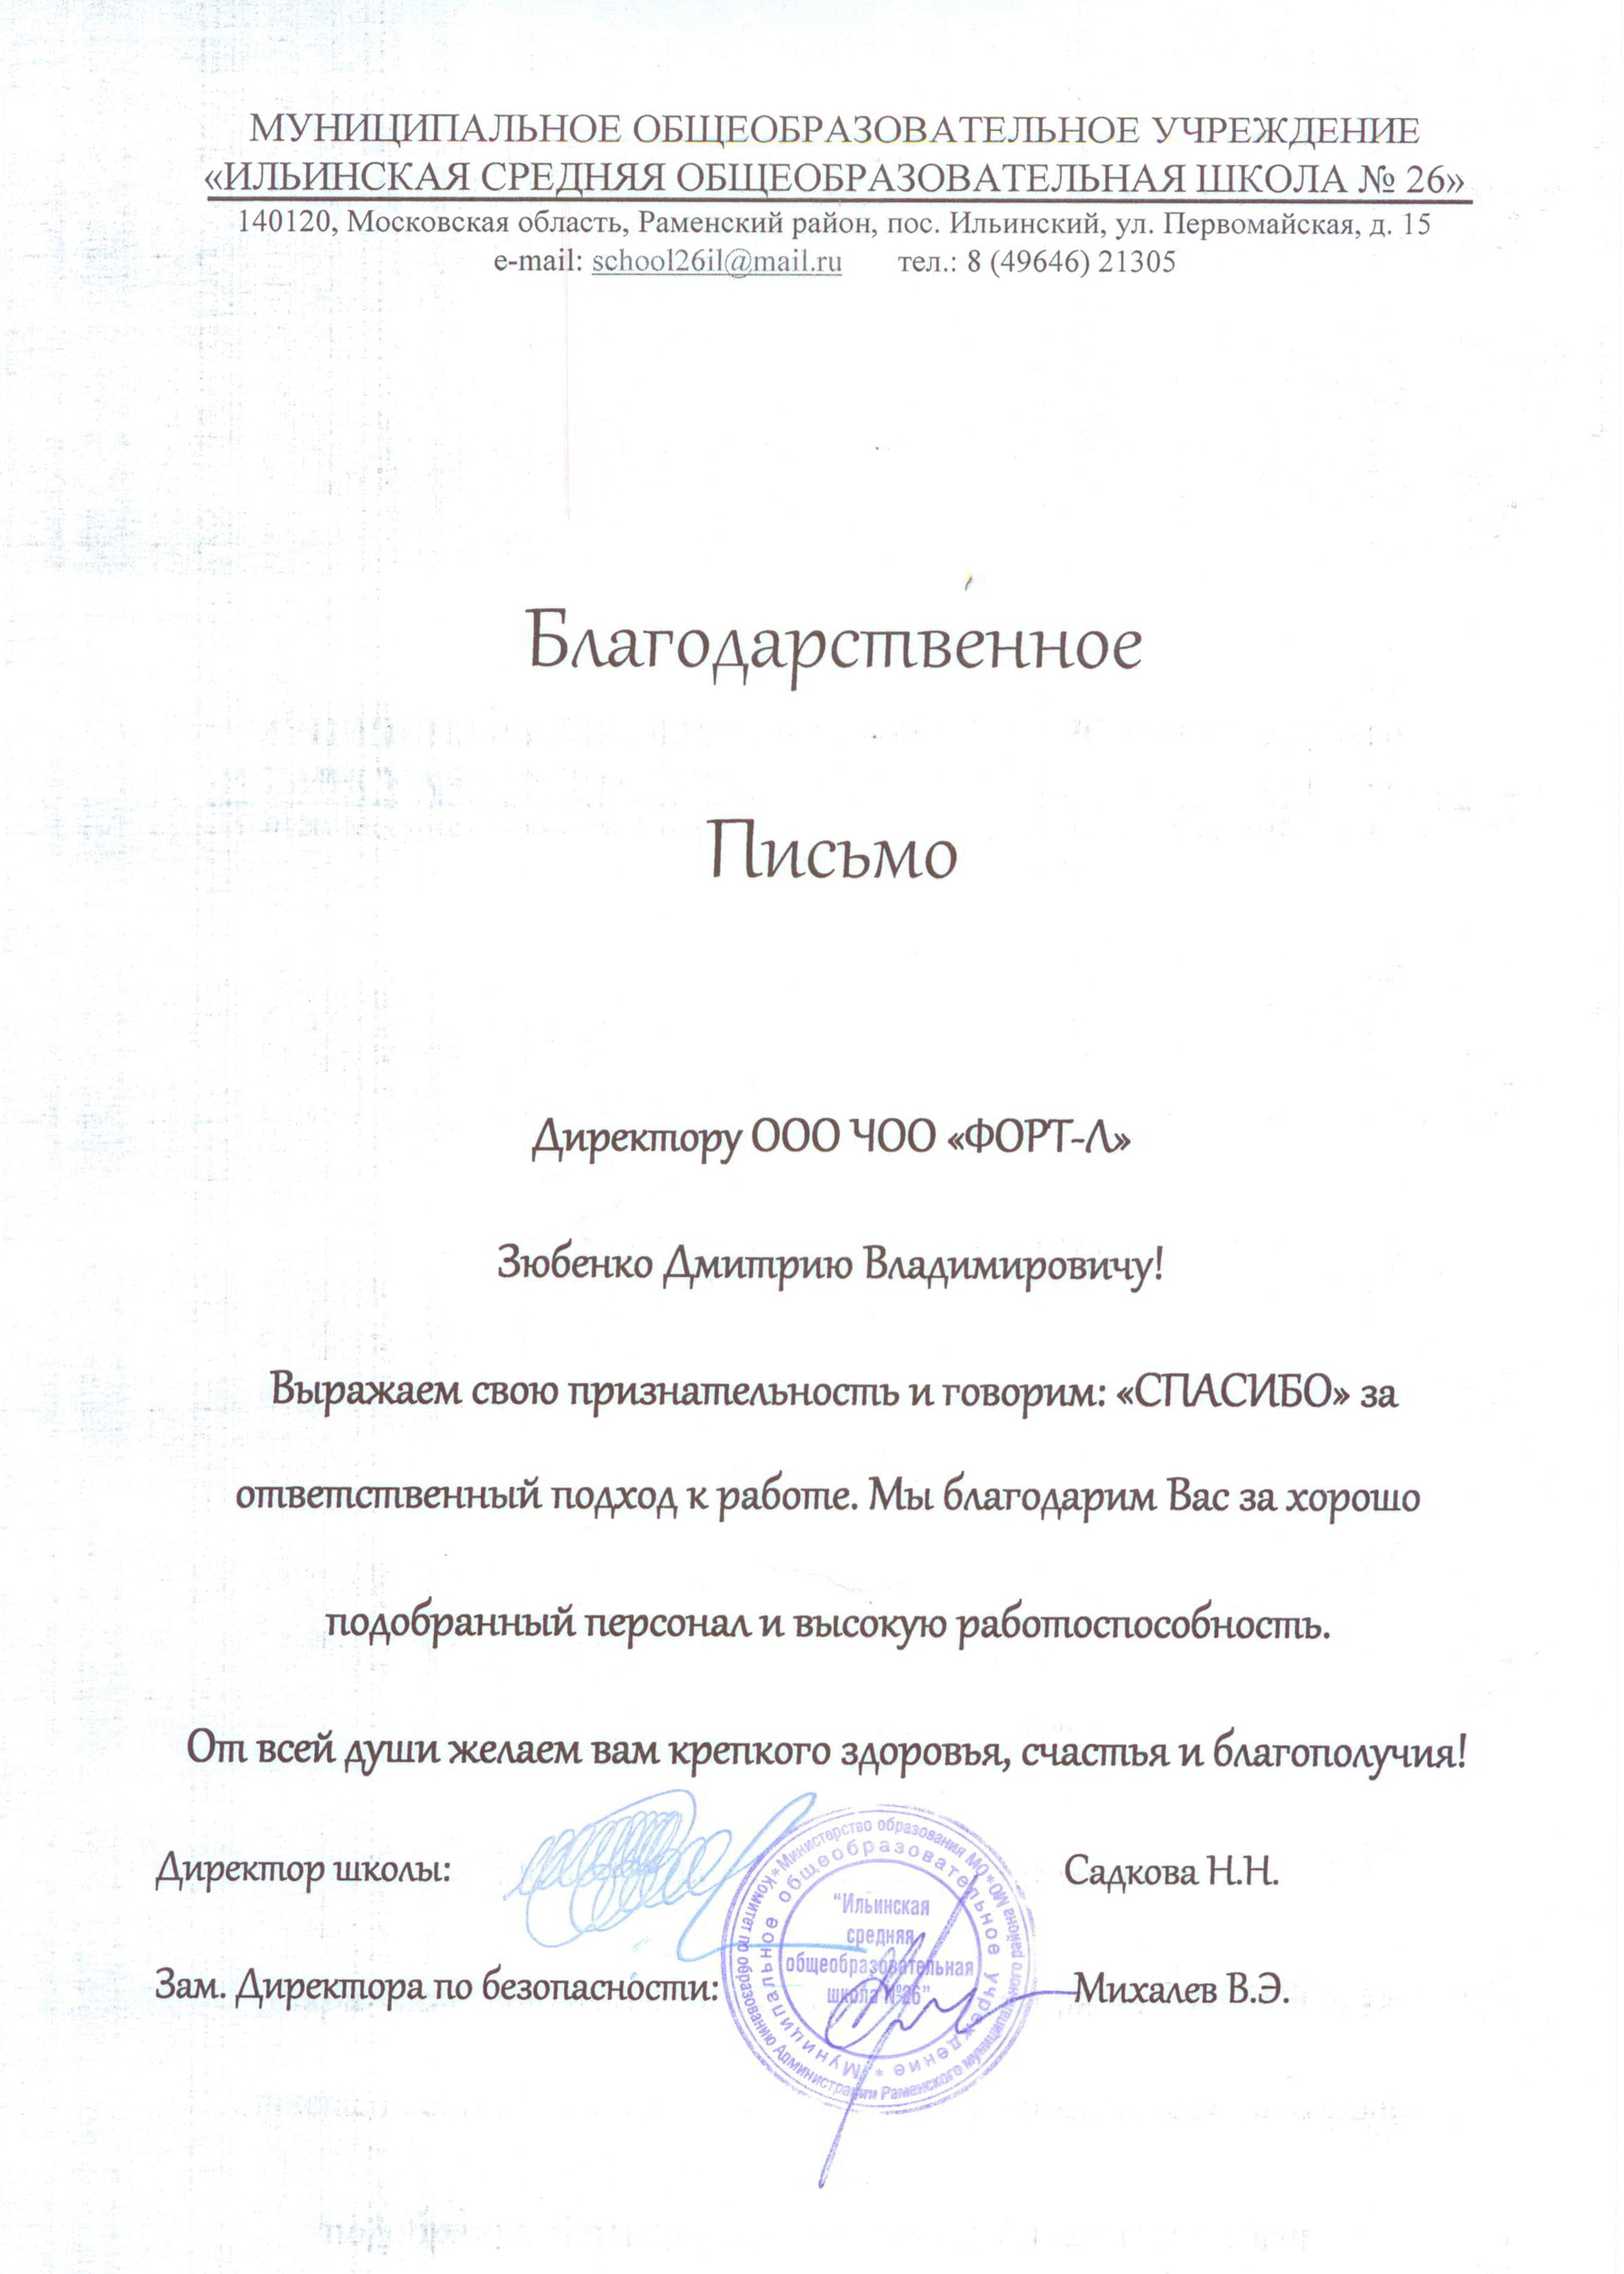 МУНИЦИПАЛЬНОЕ ОБЩЕОБРАЗОВАТЕЛЬНОЕ УЧРЕЖДЕНИЕ
«ИЛЬИНСКАЯ СРЕДНЯЯ ОБЩЕОБРАЗОВАТЕЛЬНАЯ ШКОЛА № 26»
140120, Московская область, Раменский район, пос. Ильинский, ул. Первомайская, д. 15
e-mail: school26il@mail.ru тел.: 8 (49646) 21305
Благодарственное
Письмо
Директору ООО ЧОО «ФОРТ-Л»
Зюбенко Дмитрию Владимировичу!
Выражаем свою признательность и говорим: «СПАСИБО» за
ответственный подход к работе. Мы благодарим Вас за хорошо
подобранный персонал и высокую работоспособность.
От всей души желаем вам крепкого здоровья, счастья и благополучия!
Директор школы: Садкова Н.Н.
Зам. Директора по безопасности: Михалев В.Э.
* Министерство образования МО * Комитет по образованию Администрации Раменского муниципального района МО
Муниципальное общеобразовательное учреждение *
"Ильинская
средняя
общеобразовательная
школа №26"